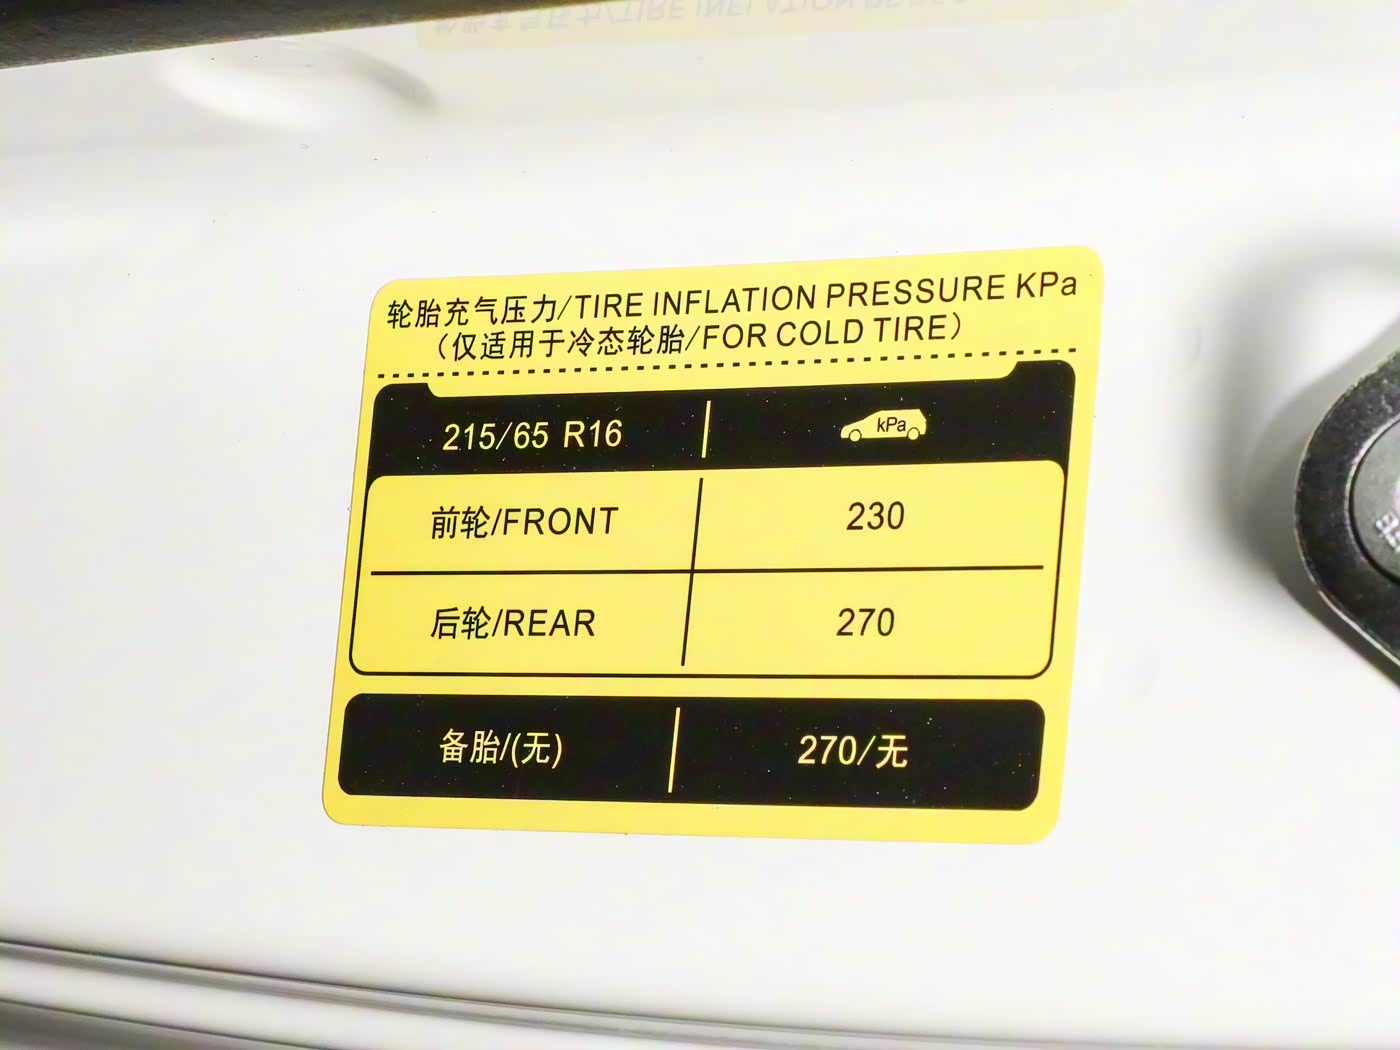 轮胎充气压力/TIRE INFLATION PRESSURE KPa
（仅适用于冷态轮胎/FOR COLD TIRE）
215/65 R16 kPa
前轮/FRONT 230
后轮/REAR 270
备胎/(无) 270/无